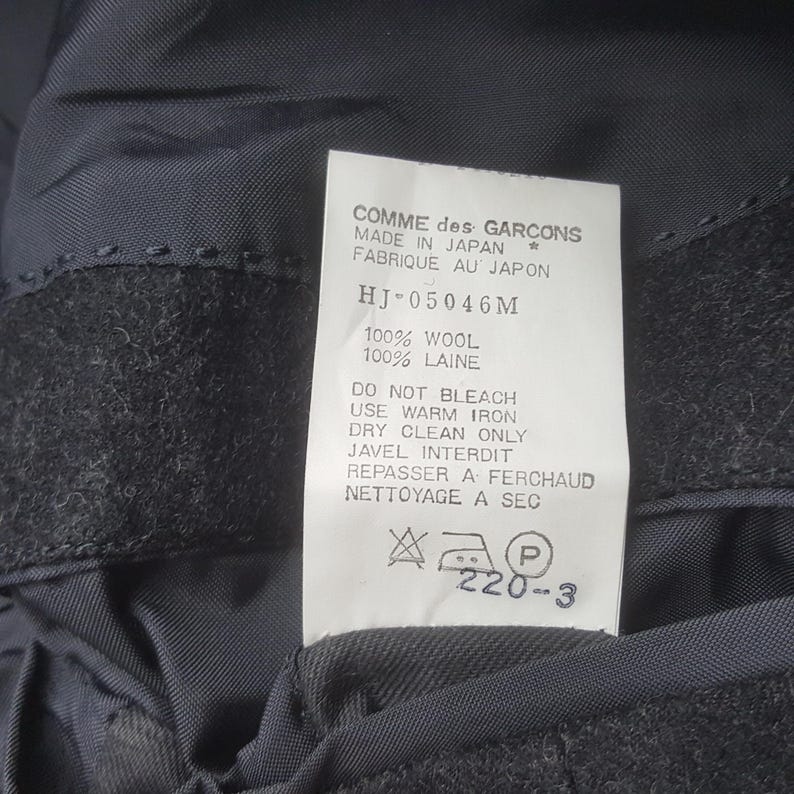 COMME des GARCONS
MADE IN JAPAN *
FABRIQUE AU JAPON
HJ-05046M
100% WOOL
100% LAINE
DO NOT BLEACH
USE WARM IRON
DRY CLEAN ONLY
JAVEL INTERDIT
REPASSER A FERCHAUD
NETTOYAGE A SEC
P
220-3